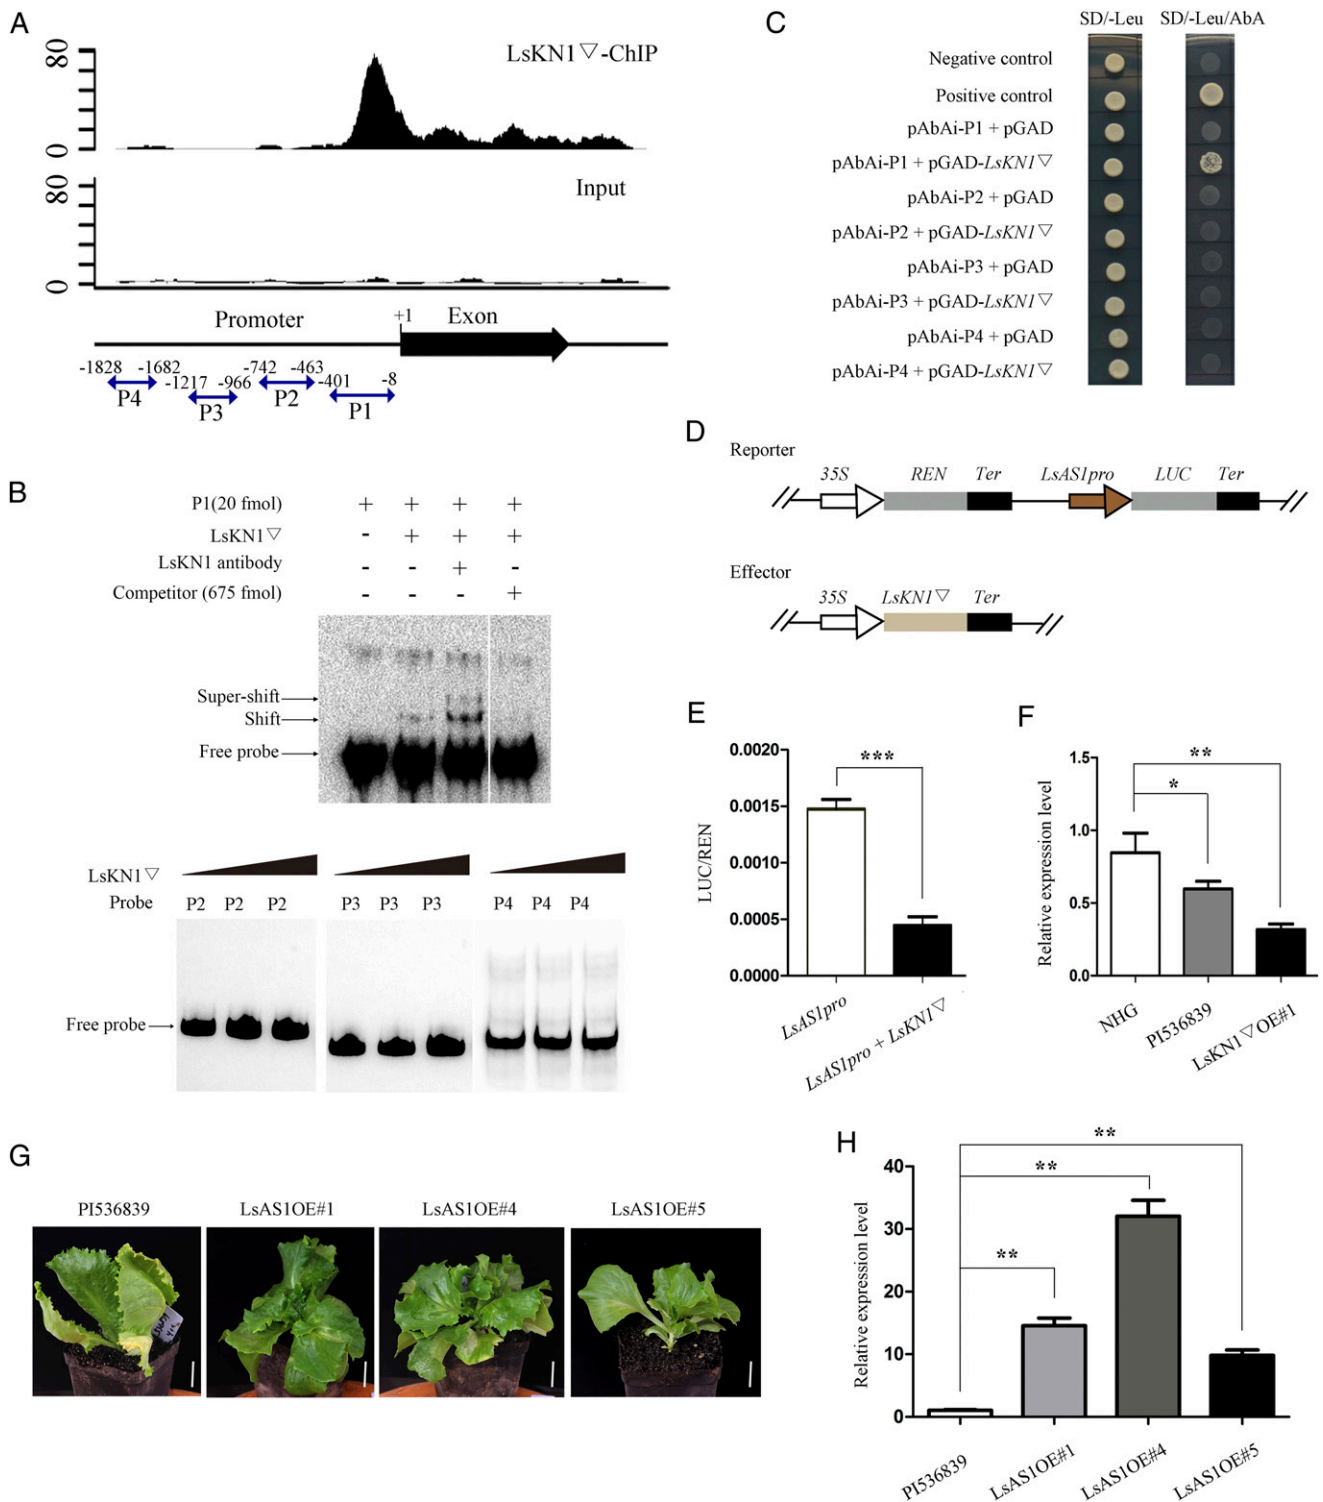 A
80
0
LsKN1▽-ChIP
80
0
Input
Promoter
+1
Exon
-1828
-1682
-1217
-966
-742
-463
-401
-8
P4
P3
P2
P1
B
P1(20 fmol) + + + +
LsKN1▽ - + + +
LsKN1 antibody - - + -
Competitor (675 fmol) - - - +
Super-shift
Shift
Free probe
LsKN1▽
Probe P2 P2 P2 P3 P3 P3 P4 P4 P4
Free probe
C
SD/-Leu SD/-Leu/AbA
Negative control
Positive control
pAbAi-P1 + pGAD
pAbAi-P1 + pGAD-LsKN1▽
pAbAi-P2 + pGAD
pAbAi-P2 + pGAD-LsKN1▽
pAbAi-P3 + pGAD
pAbAi-P3 + pGAD-LsKN1▽
pAbAi-P4 + pGAD
pAbAi-P4 + pGAD-LsKN1▽
D
Reporter
35S REN Ter LsAS1pro LUC Ter
Effector
35S LsKN1▽ Ter
E
LUC/REN
0.0020
0.0015
0.0010
0.0005
0.0000
***
LsAS1pro
LsAS1pro + LsKN1▽
F
Relative expression level
1.5
1.0
0.5
0.0
**
*
NHG
PI536839
LsKN1▽OE#1
G
PI536839 LsAS1OE#1 LsAS1OE#4 LsAS1OE#5
H
Relative expression level
40
30
20
10
0
**
**
**
PI536839
LsAS1OE#1
LsAS1OE#4
LsAS1OE#5